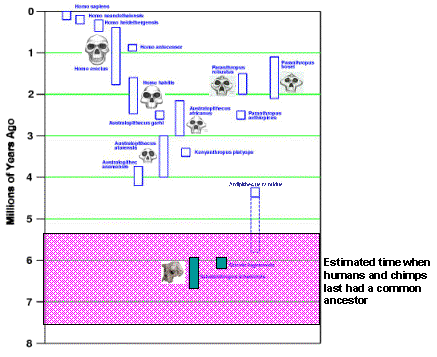 0
Homo sapiens
Homo neanderthalensis
Homo heidelbergensis
1
Homo antecessor
Homo erectus
Homo habilis
Paranthropus
robustus
Paranthropus
boisei
2
Australopithecus garhi
Australopithecus
africanus
Paranthropus
aethiopicus
3
Australopithecus
afarensis
Kenyanthropus platyops
Australopithecus
anamensis
4
Ardipithecus ramidus
5
6
7
8
Millions of Years Ago
Estimated time when
humans and chimps
last had a common
ancestor